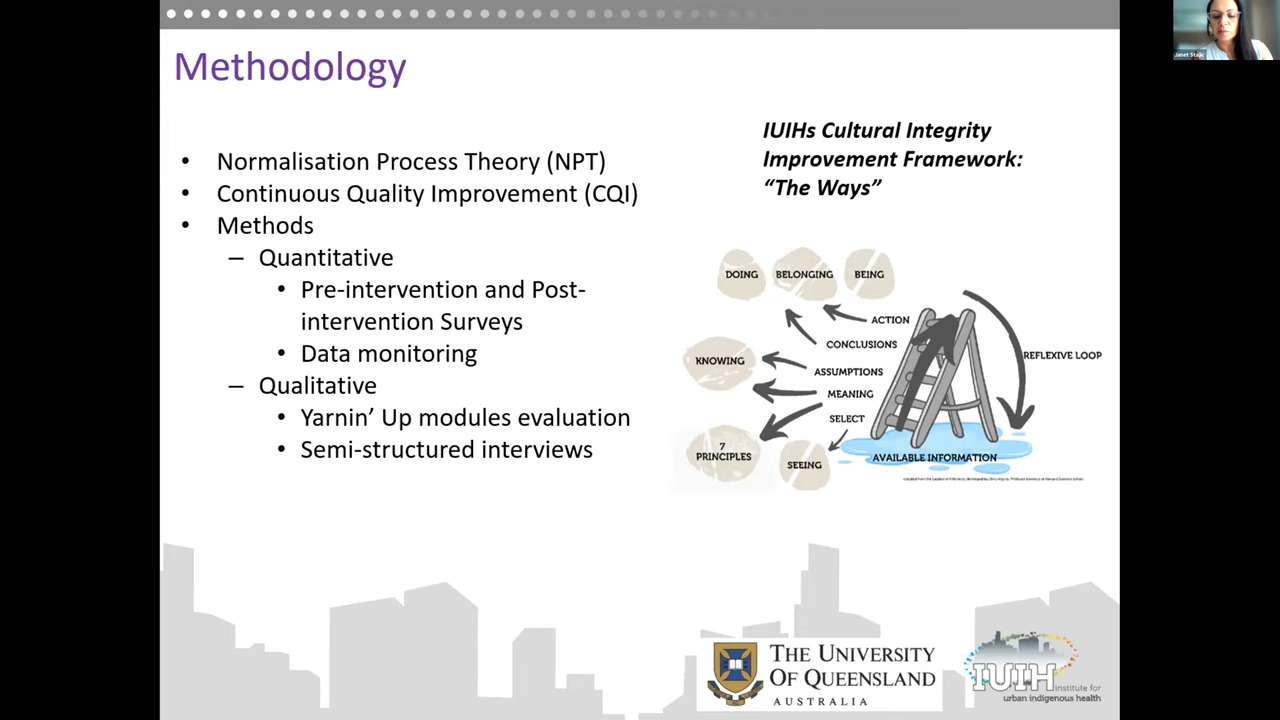 Methodology
• Normalisation Process Theory (NPT)
• Continuous Quality Improvement (CQI)
• Methods
– Quantitative
• Pre-intervention and Post-
intervention Surveys
• Data monitoring
– Qualitative
• Yarnin’ Up modules evaluation
• Semi-structured interviews
IUIHs Cultural Integrity
Improvement Framework:
“The Ways”
DOING
BELONGING
BEING
ACTION
CONCLUSIONS
REFLEXIVE LOOP
KNOWING
ASSUMPTIONS
MEANING
SELECT
7
PRINCIPLES
SEEING
AVAILABLE INFORMATION
THE UNIVERSITY
OF QUEENSLAND
AUSTRALIA
IUIH
institute for
urban indigenous health
Janet Stajic